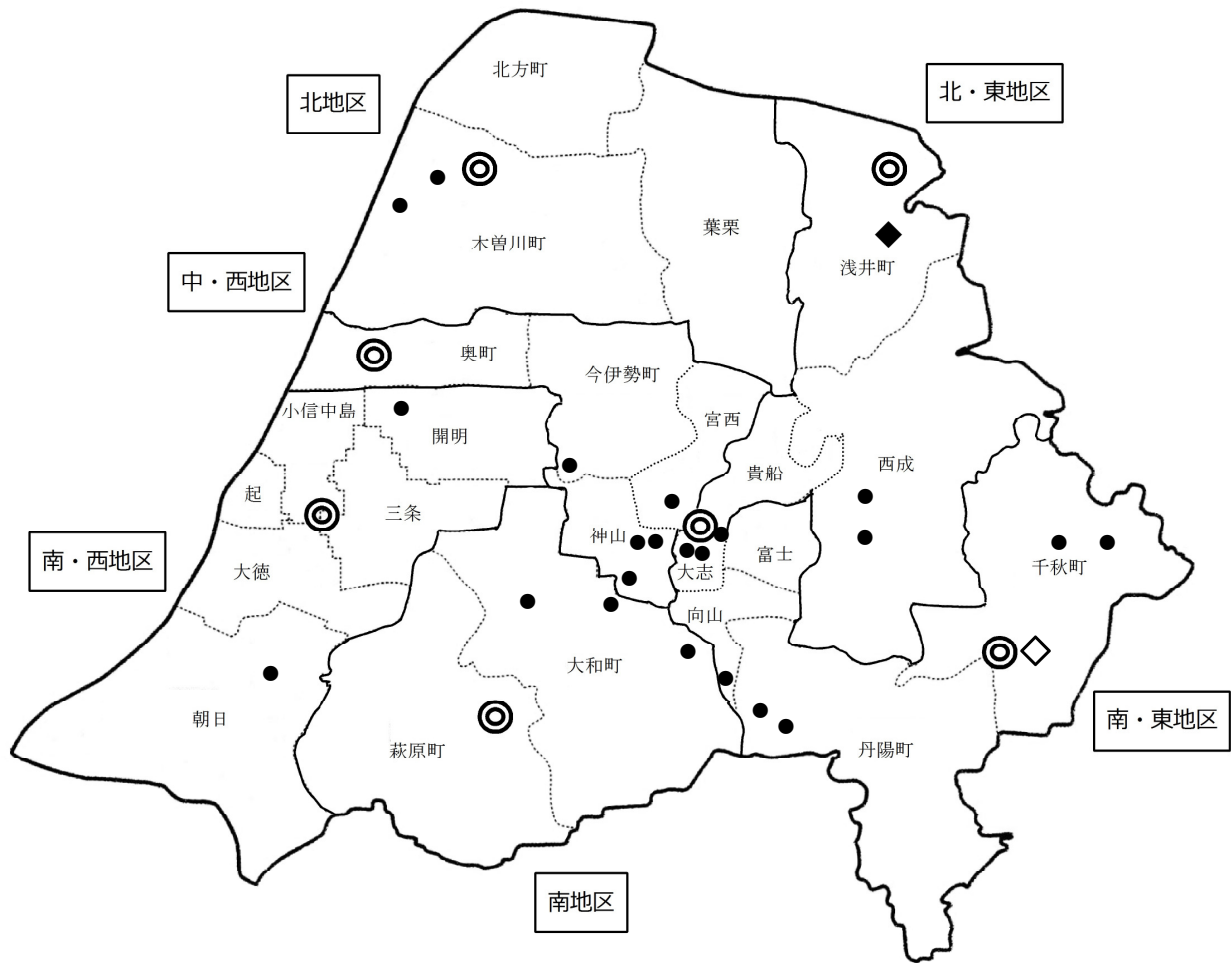 北方町
北地区
北・東地区
木曽川町
葉栗
浅井町
中・西地区
奥町
今伊勢町
小信中島
開明
宮西
貴船
西成
起
三条
神山
大志
富士
千秋町
南・西地区
大徳
向山
大和町
朝日
萩原町
丹陽町
南・東地区
南地区